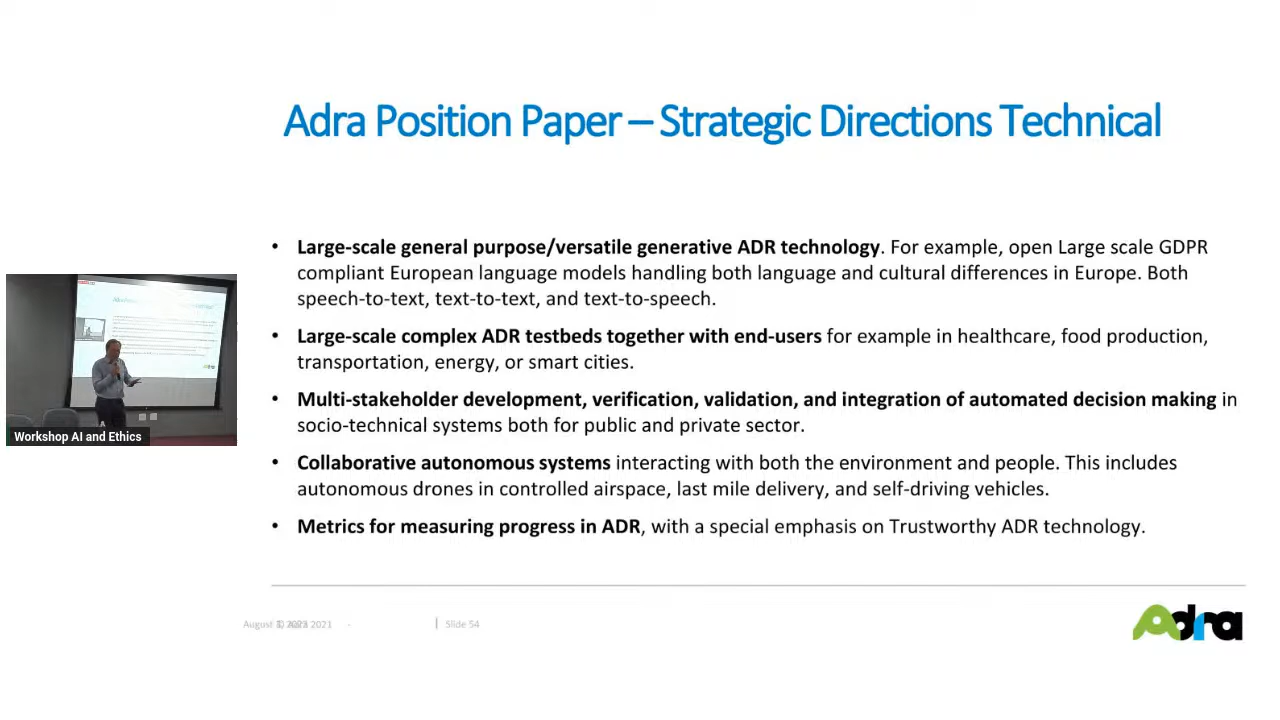 Adra Position Paper – Strategic Directions Technical
• Large-scale general purpose/versatile generative ADR technology. For example, open Large scale GDPR
compliant European language models handling both language and cultural differences in Europe. Both
speech-to-text, text-to-text, and text-to-speech.
• Large-scale complex ADR testbeds together with end-users for example in healthcare, food production,
transportation, energy, or smart cities.
• Multi-stakeholder development, verification, validation, and integration of automated decision making in
socio-technical systems both for public and private sector.
• Collaborative autonomous systems interacting with both the environment and people. This includes
autonomous drones in controlled airspace, last mile delivery, and self-driving vehicles.
• Metrics for measuring progress in ADR, with a special emphasis on Trustworthy ADR technology.
Workshop AI and Ethics
August 2021 - | Slide 54
Adra